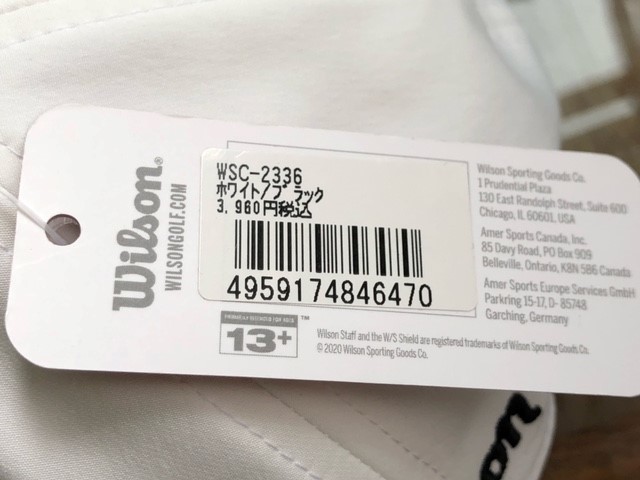 Wilson®
WILSONGOLF.COM
WSC-2336
ホワイト/ブラック
3,960円税込
4959174846470
13+™
Wilson Sporting Goods Co.
1 Prudential Plaza
130 East Randolph Street, Suite 600
Chicago, IL 60601, USA
Amer Sports Canada, Inc.
85 Davy Road, PO Box 909
Belleville, Ontario, K8N 5B6 Canada
Amer Sports Europe Services GmbH
Parkring 15-17, D- 85748
Garching, Germany
Wilson Staff and the W/S Shield are registered trademarks of Wilson Sporting Goods Co.
© 2020 Wilson Sporting Goods Co.